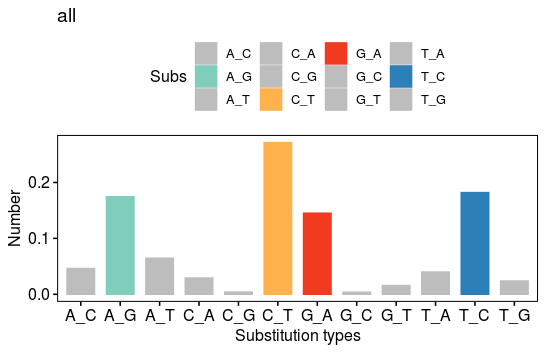 all
Subs
A_C C_A G_A T_A
A_G C_G G_C T_C
A_T C_T G_T T_G
Number
0.2
0.1
0.0
A_C A_G A_T C_A C_G C_T G_A G_C G_T T_A T_C T_G
Substitution types